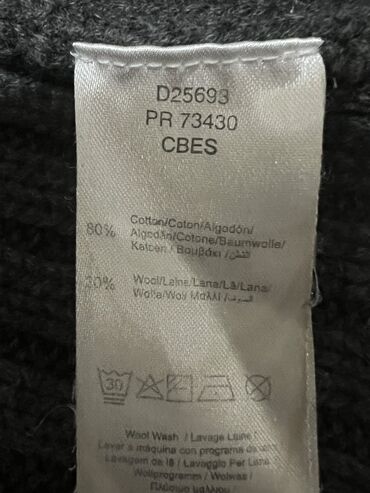 D25693
PR 73430
CBES
80% Cotton/Coton/Algodón/
Algodão/Cotone/Baumwolle/
Katoen / Βαμβάκι / القطن
20% Wool/Laine/Lana/Lã/Lana/
Wolle/Wol/ Μαλλί / الصوف
30
Wool Wash / Lavage Laine /
Lavar a máquina con programa de
Lavagem de lã / Lavaggio Per Lana
Wollprogramm / Wolwas /